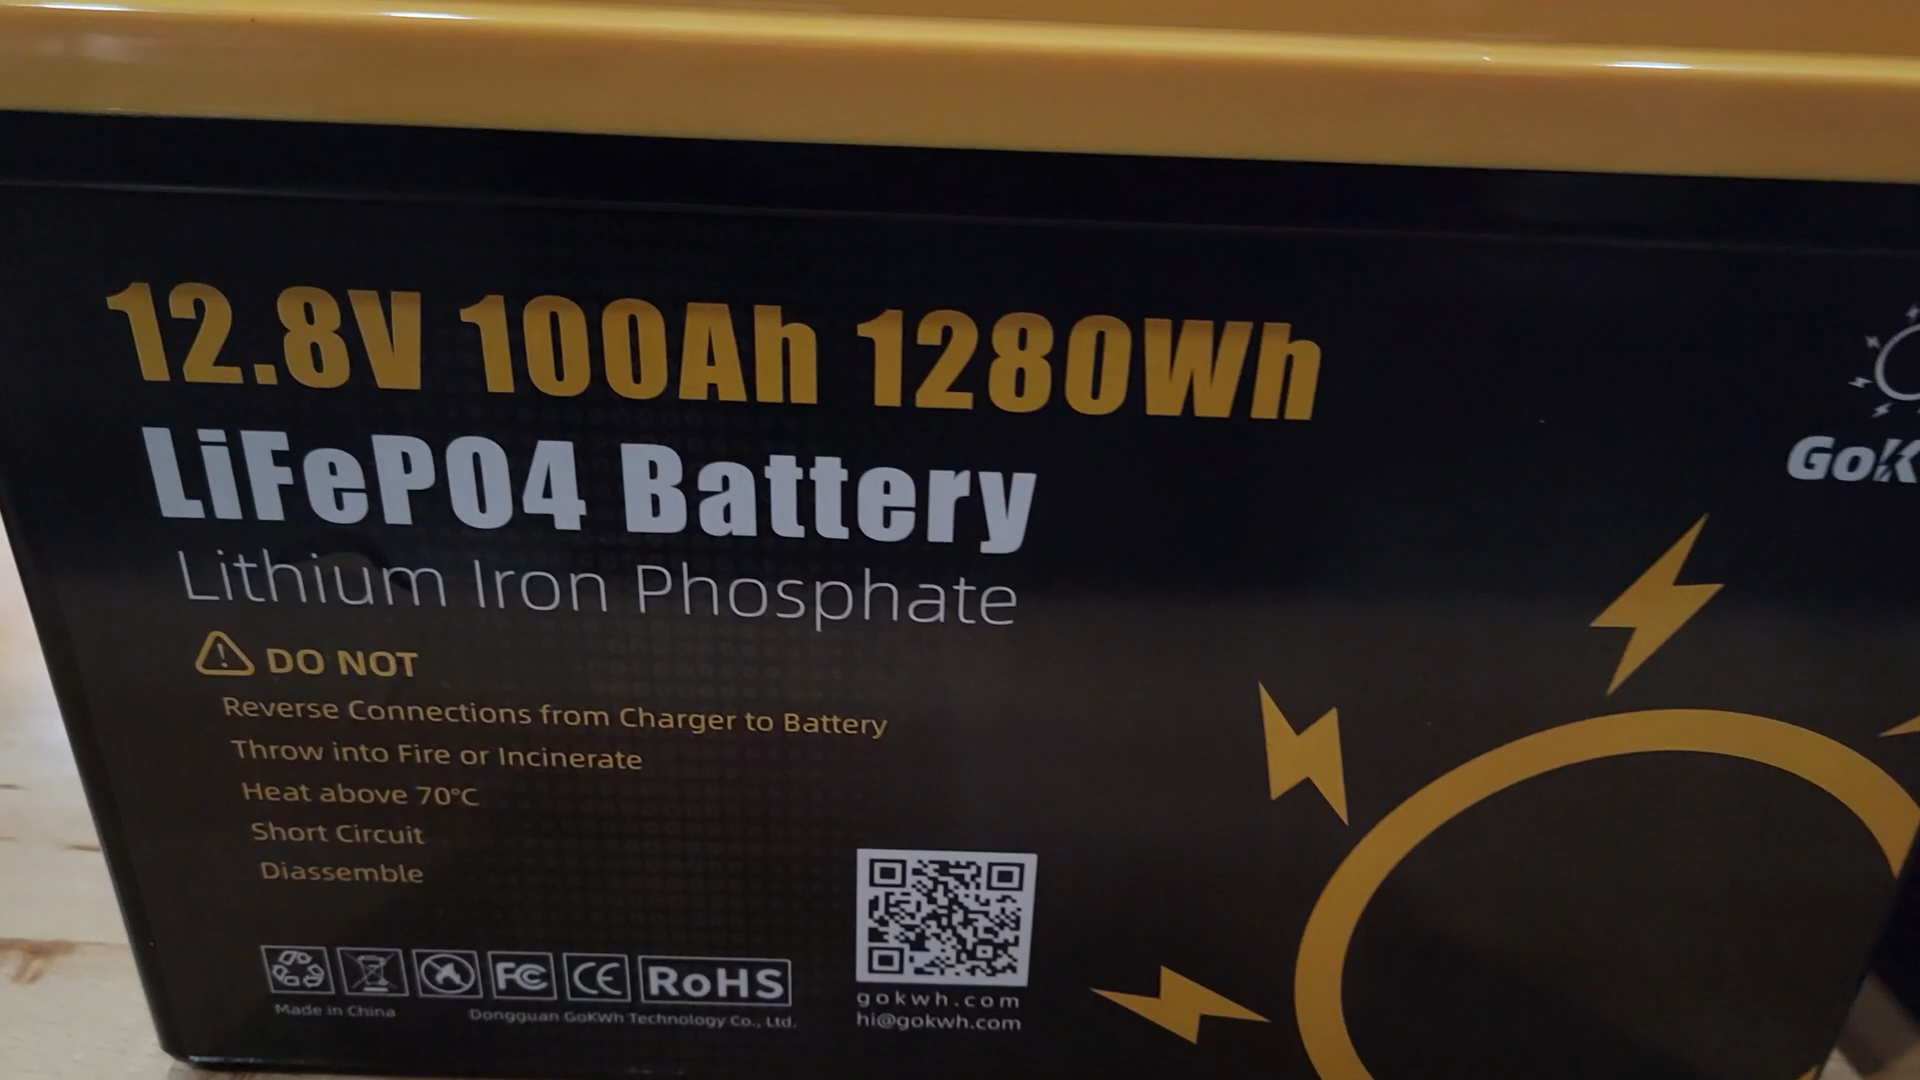 12.8V 100Ah 1280Wh
LiFePO4 Battery
Lithium Iron Phosphate
DO NOT
Reverse Connections from Charger to Battery
Throw into Fire or Incinerate
Heat above 70°C
Short Circuit
Diassemble
FC CE RoHS
Made in China Dongguan GoKWh Technology Co., Ltd.
gokwh.com
hi@gokwh.com
GoK